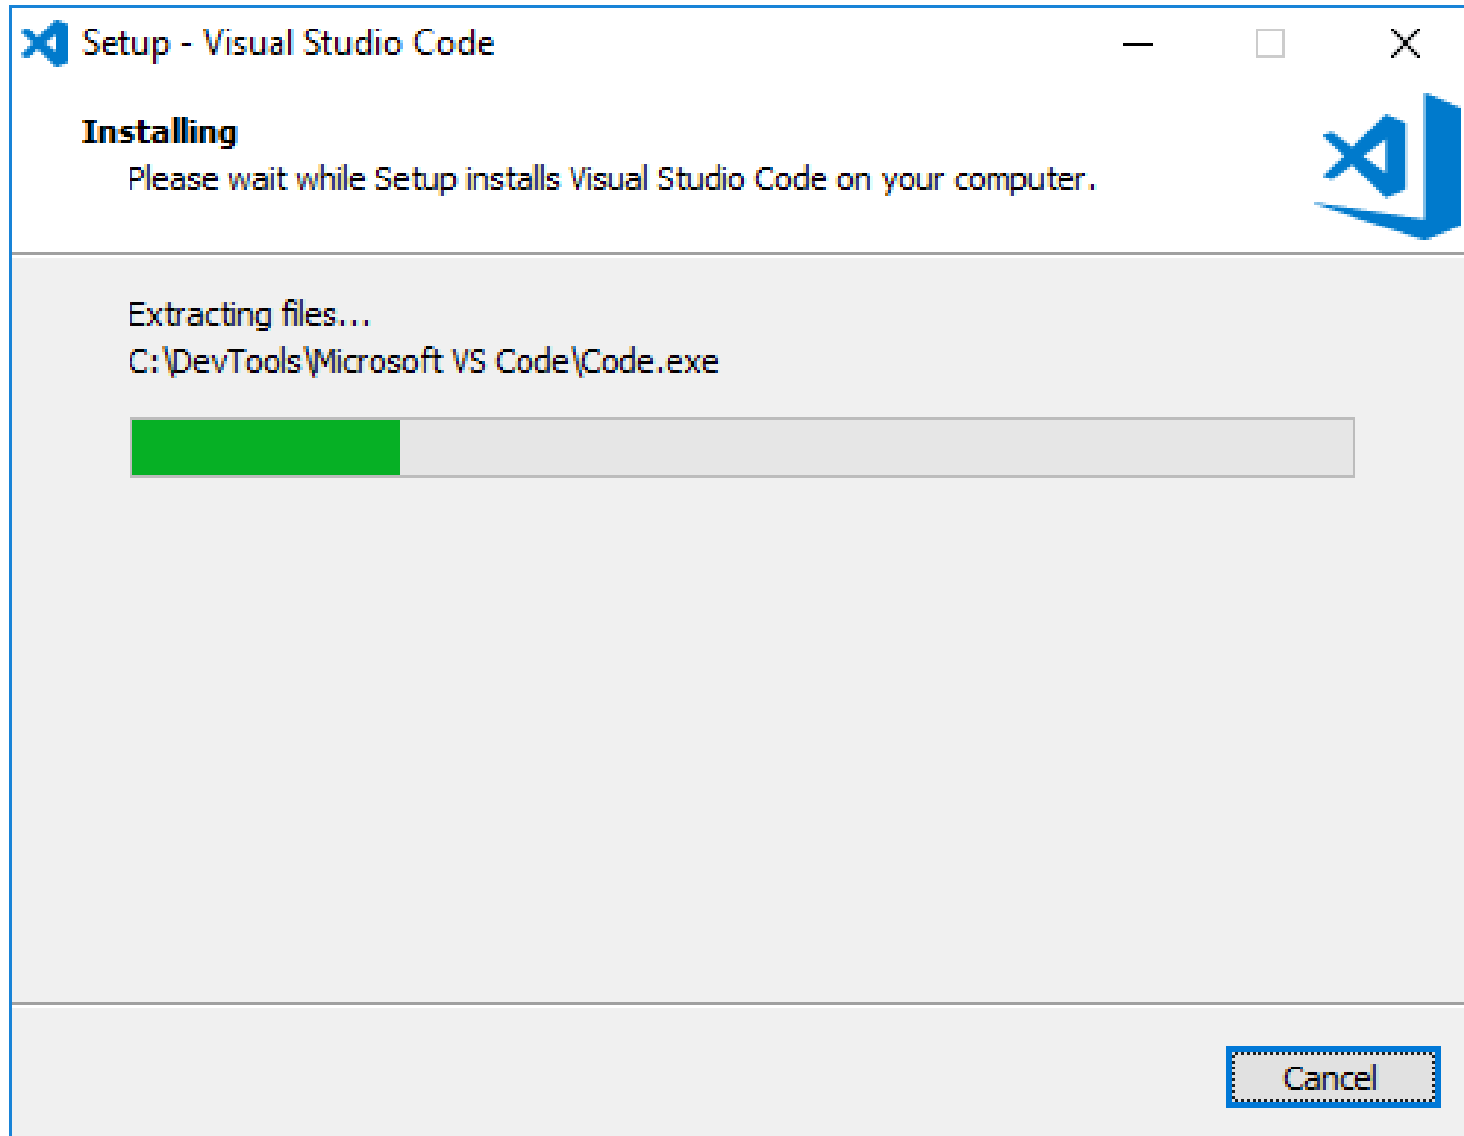 Setup - Visual Studio Code
Installing
Please wait while Setup installs Visual Studio Code on your computer.
Extracting files...
C:\DevTools\Microsoft VS Code\Code.exe
Cancel